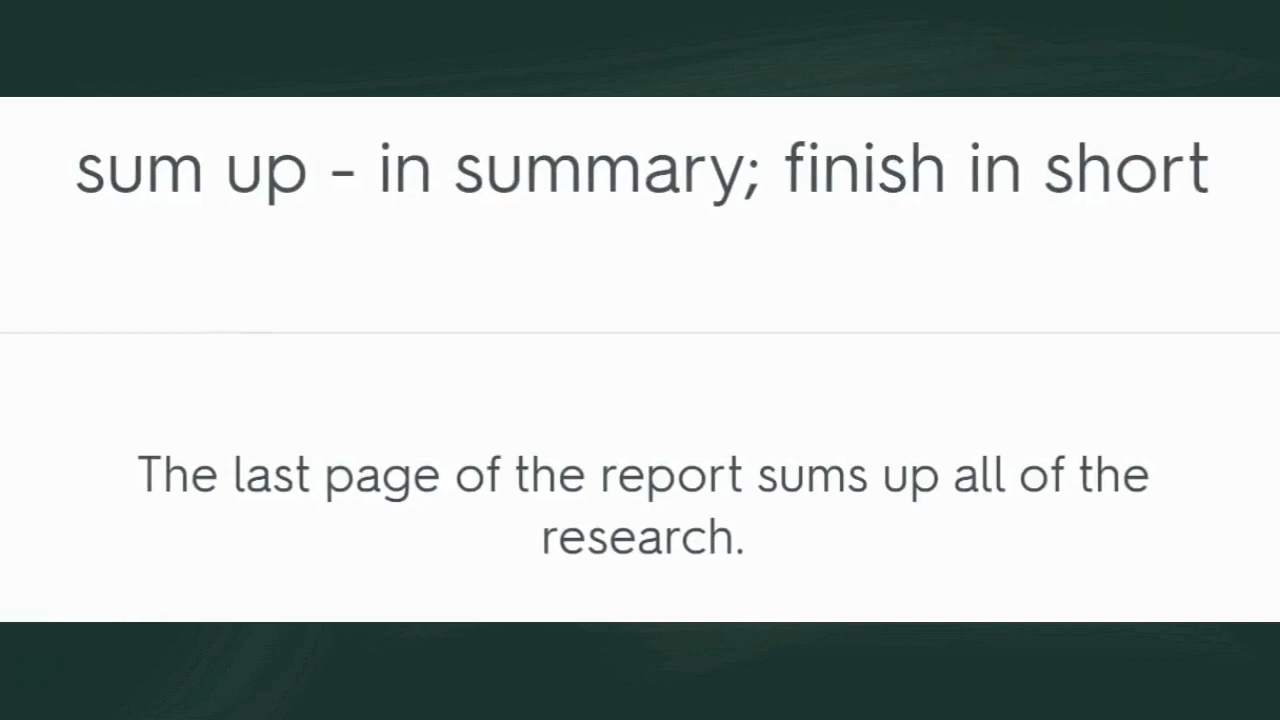 sum up - in summary; finish in short
The last page of the report sums up all of the
research.